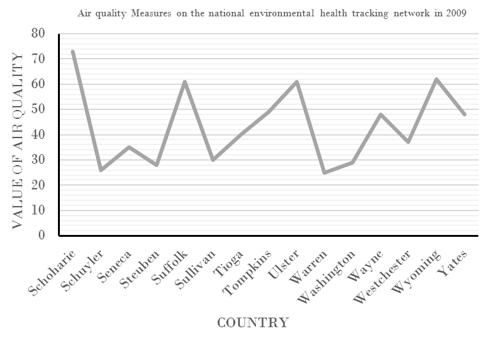 Air quality Measures on the national environmental health tracking network in 2009
VALUE OF AIR QUALITY
80
70
60
50
40
30
20
10
0
Schoharie
Schuyler
Seneca
Steuben
Suffolk
Sullivan
Tioga
Tompkins
Ulster
Warren
Washington
Wayne
Westchester
Wyoming
Yates
COUNTRY